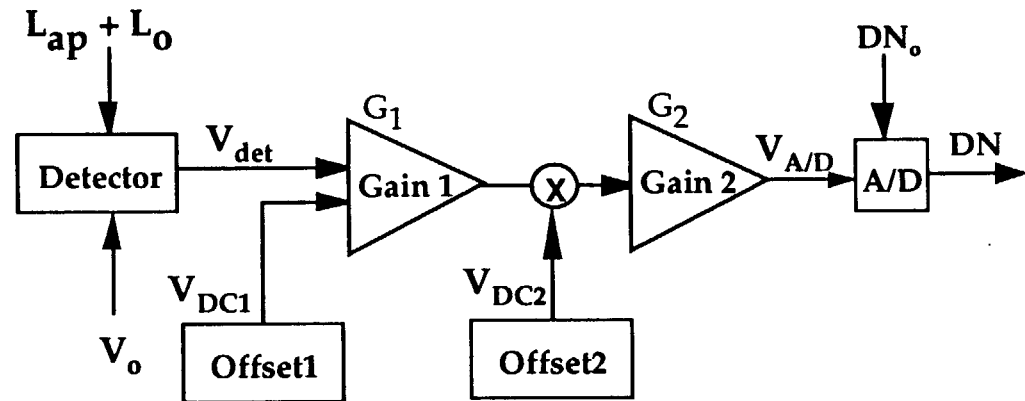 L_ap + L_o
DN_o
G_1
G_2
V_det
V_A/D
DN
Detector
Gain 1
X
Gain 2
A/D
V_DC1
V_DC2
V_o
Offset1
Offset2